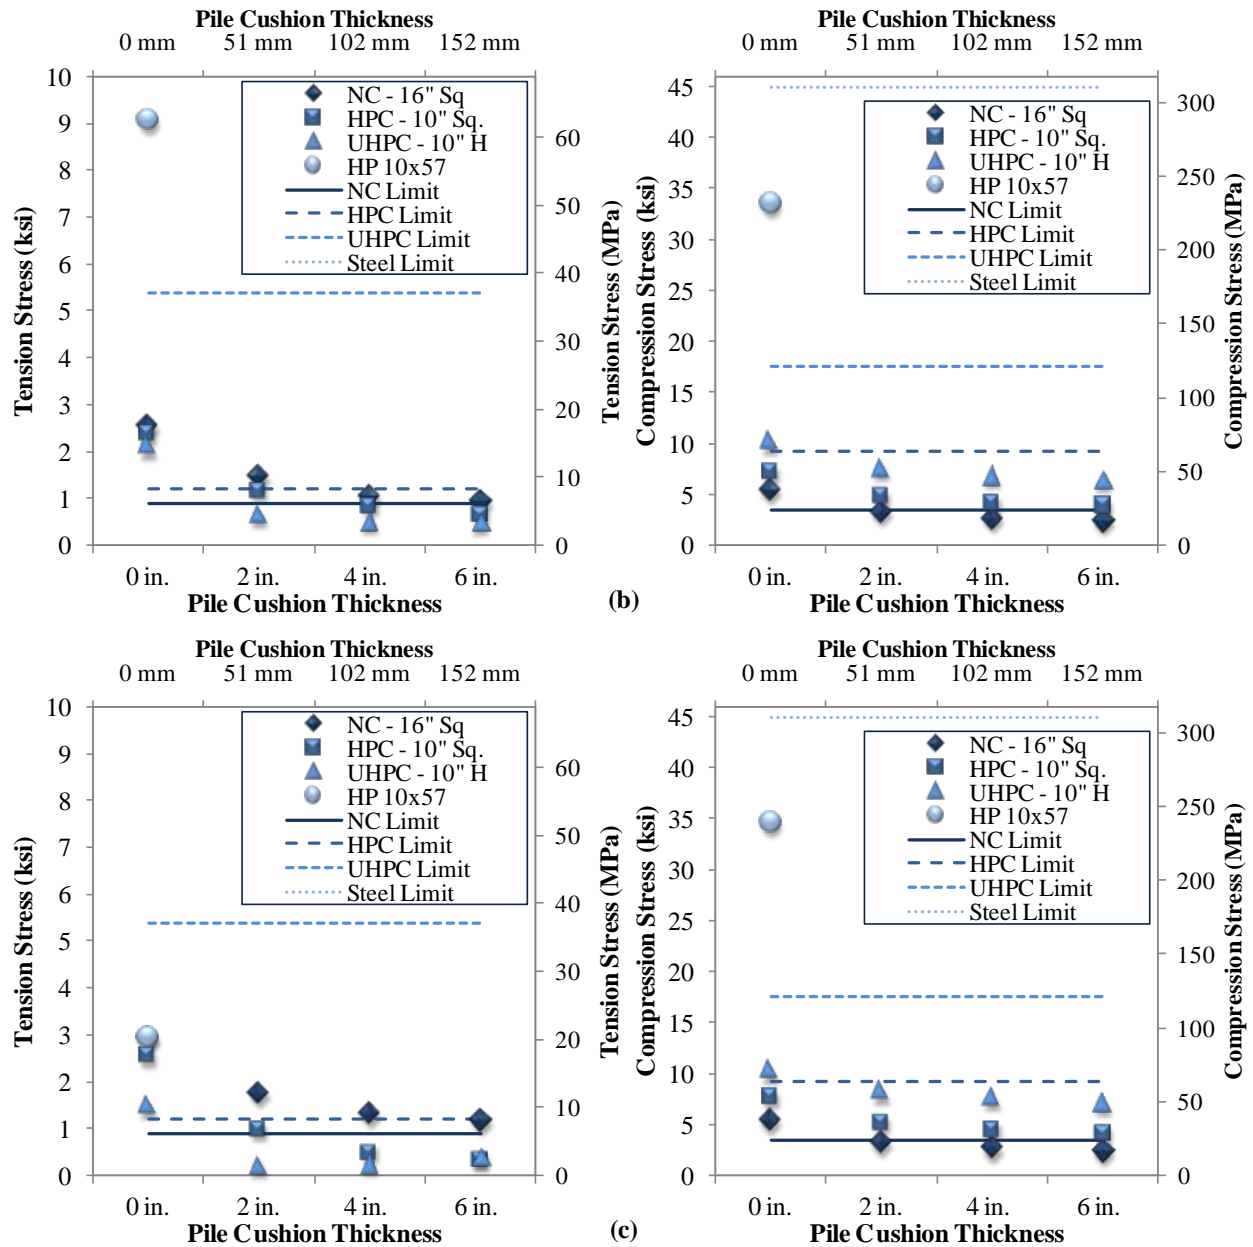 Pile Cushion Thickness
0 mm 51 mm 102 mm 152 mm
10
9
8
7
6
5
4
3
2
1
0
Tension Stress (ksi)
NC - 16" Sq
HPC - 10" Sq.
UHPC - 10" H
HP 10x57
NC Limit
HPC Limit
UHPC Limit
Steel Limit
60
50
40
30
20
10
0
Tension Stress (MPa)
0 in. 2 in. 4 in. 6 in.
Pile Cushion Thickness
Pile Cushion Thickness
0 mm 51 mm 102 mm 152 mm
45
40
35
30
25
20
15
10
5
0
Compression Stress (ksi)
NC - 16" Sq
HPC - 10" Sq.
UHPC - 10" H
HP 10x57
NC Limit
HPC Limit
UHPC Limit
Steel Limit
300
250
200
150
100
50
0
Compression Stress (MPa)
0 in. 2 in. 4 in. 6 in.
Pile Cushion Thickness
(b)
Pile Cushion Thickness
0 mm 51 mm 102 mm 152 mm
10
9
8
7
6
5
4
3
2
1
0
Tension Stress (ksi)
NC - 16" Sq
HPC - 10" Sq.
UHPC - 10" H
HP 10x57
NC Limit
HPC Limit
UHPC Limit
Steel Limit
60
50
40
30
20
10
0
Tension Stress (MPa)
0 in. 2 in. 4 in. 6 in.
Pile Cushion Thickness
Pile Cushion Thickness
0 mm 51 mm 102 mm 152 mm
45
40
35
30
25
20
15
10
5
0
Compression Stress (ksi)
NC - 16" Sq
HPC - 10" Sq.
UHPC - 10" H
HP 10x57
NC Limit
HPC Limit
UHPC Limit
Steel Limit
300
250
200
150
100
50
0
Compression Stress (MPa)
0 in. 2 in. 4 in. 6 in.
Pile Cushion Thickness
(c)